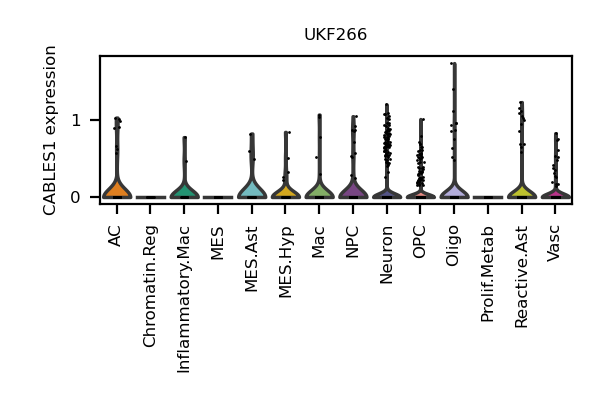 UKF266
CABLES1 expression
1
0
AC
Chromatin.Reg
Inflammatory.Mac
MES
MES.Ast
MES.Hyp
Mac
NPC
Neuron
OPC
Oligo
Prolif.Metab
Reactive.Ast
Vasc